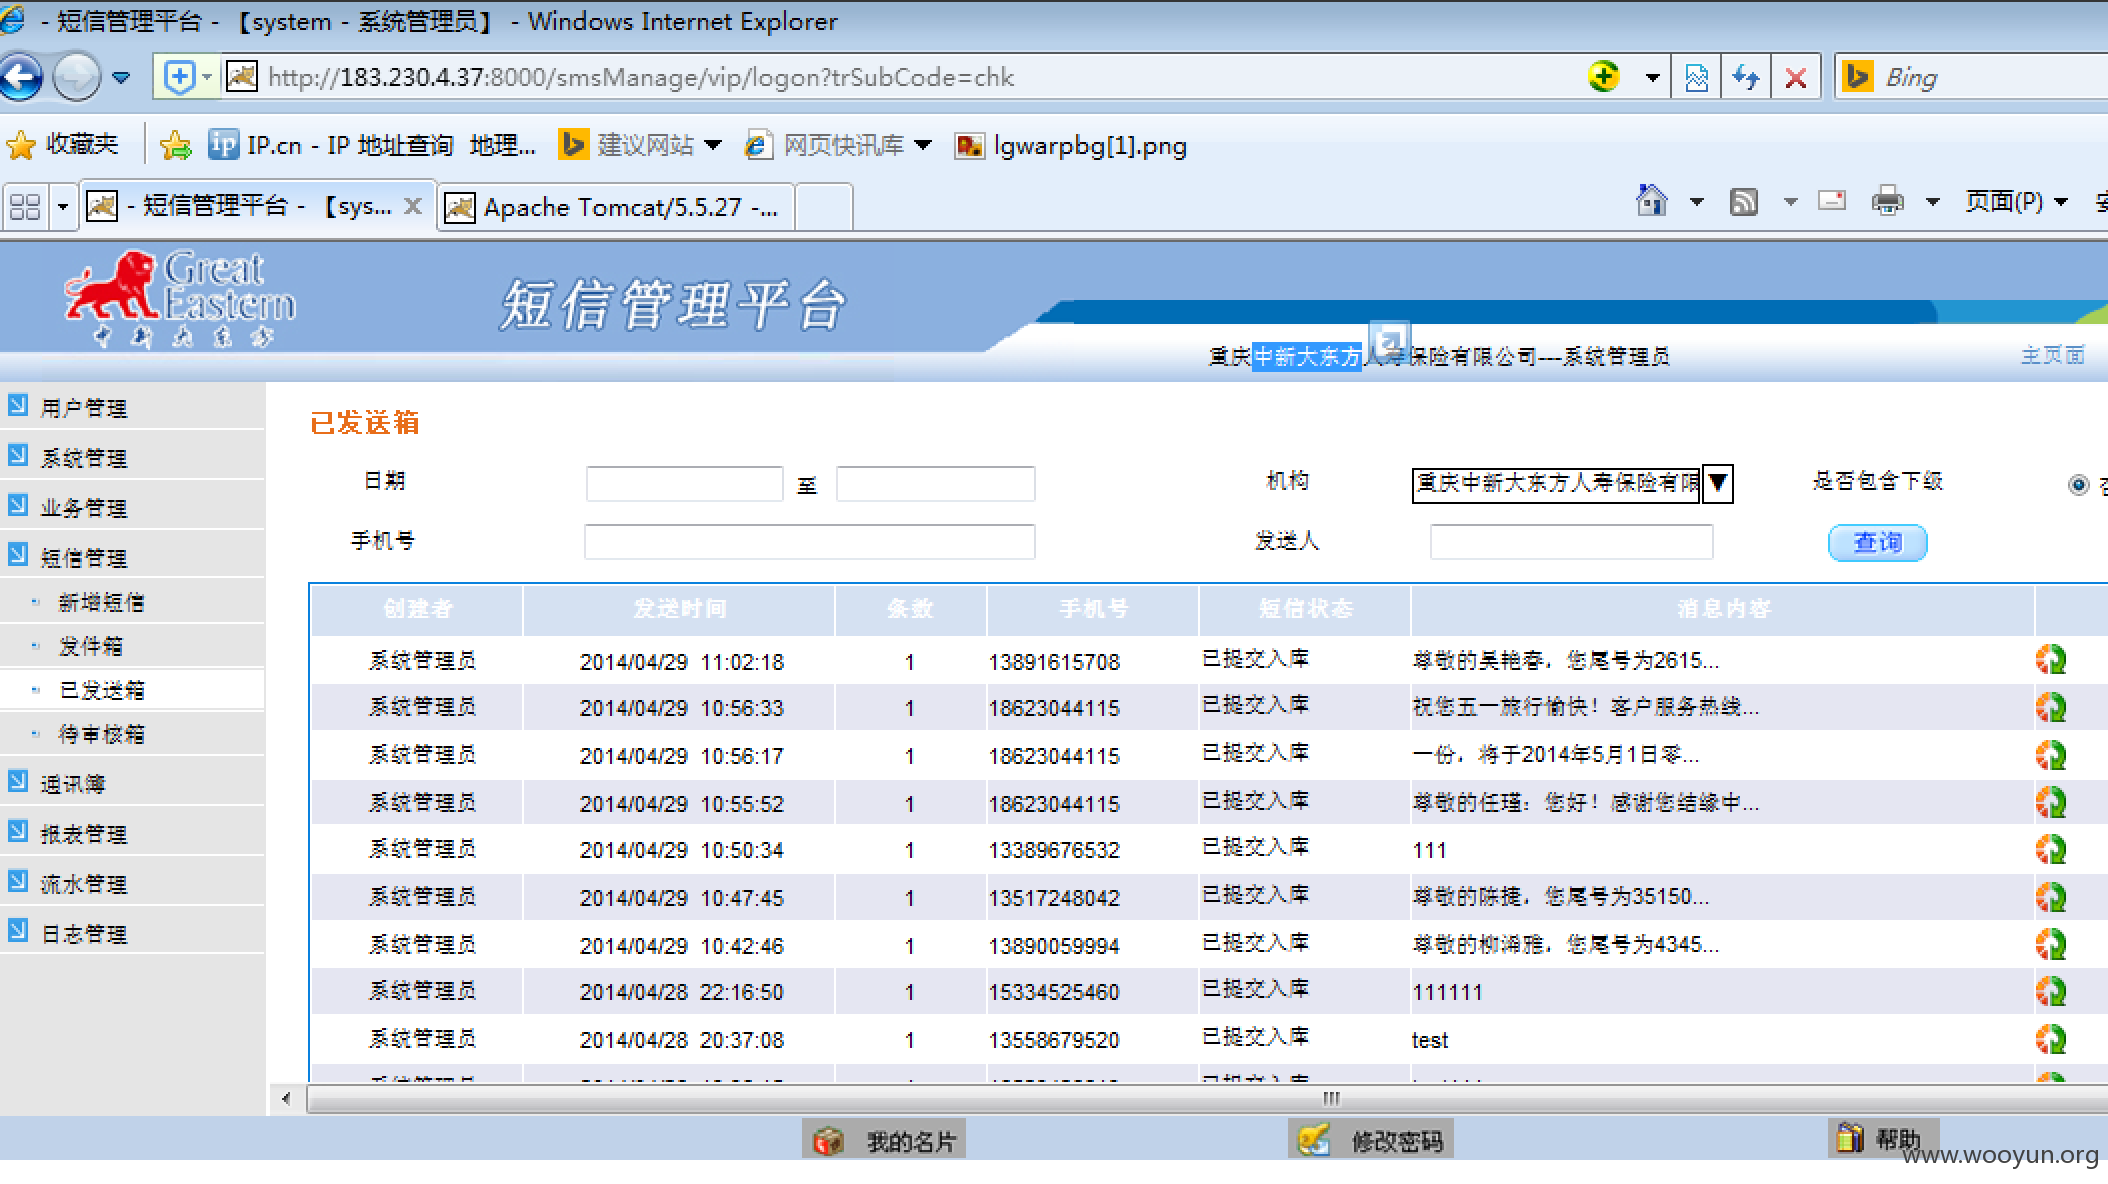 - 短信管理平台 - 【system - 系统管理员】 - Windows Internet Explorer
http://183.230.4.37:8000/smsManage/vip/logon?trSubCode=chk
Bing
收藏夹 IP.cn - IP 地址查询 地理... 建议网站 网页快讯库 lgwarpbg[1].png
- 短信管理平台 - 【sys... Apache Tomcat/5.5.27 -... 页面(P)
Great Eastern
中新大东方
短信管理平台
重庆中新大东方人寿保险有限公司---系统管理员 主页面
用户管理
系统管理
业务管理
短信管理
新增短信
发件箱
已发送箱
待审核箱
通讯簿
报表管理
流水管理
日志管理
已发送箱
日期 至 机构 重庆中新大东方人寿保险有限 是否包含下级
手机号 发送人 查询
创建者 发送时间 条数 手机号 短信状态 消息内容
系统管理员 2014/04/29 11:02:18 1 13891615708 已提交入库 尊敬的吴艳春，您尾号为2615...
系统管理员 2014/04/29 10:56:33 1 18623044115 已提交入库 祝您五一旅行愉快！客户服务热线...
系统管理员 2014/04/29 10:56:17 1 18623044115 已提交入库 一份，将于2014年5月1日零...
系统管理员 2014/04/29 10:55:52 1 18623044115 已提交入库 尊敬的任瑾：您好！感谢您结缘中...
系统管理员 2014/04/29 10:50:34 1 13389676532 已提交入库 111
系统管理员 2014/04/29 10:47:45 1 13517248042 已提交入库 尊敬的陈捷，您尾号为35150...
系统管理员 2014/04/29 10:42:46 1 13890059994 已提交入库 尊敬的柳浠雅，您尾号为4345...
系统管理员 2014/04/28 22:16:50 1 15334525460 已提交入库 111111
系统管理员 2014/04/28 20:37:08 1 13558679520 已提交入库 test
我的名片 修改密码 帮助
www.wooyun.org